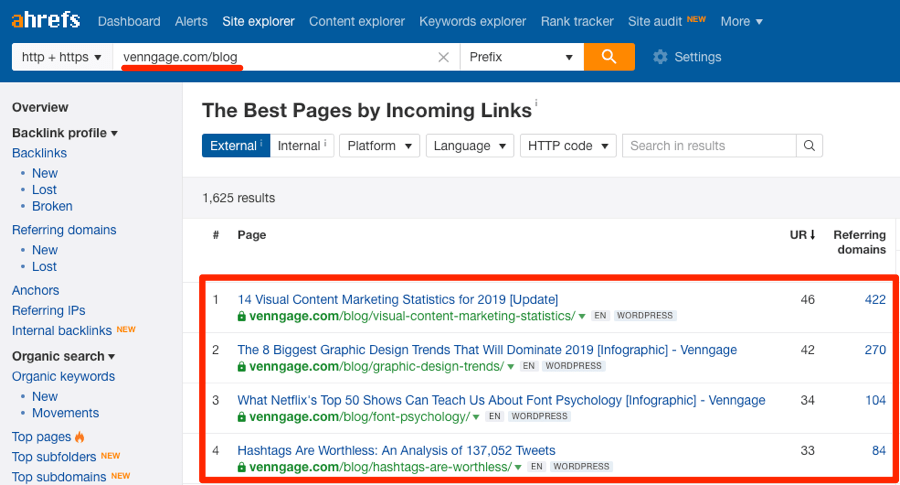 ahrefs Dashboard Alerts Site explorer Content explorer Keywords explorer Rank tracker Site audit NEW More
http + https venngage.com/blog Prefix Settings
Overview
Backlink profile
Backlinks
New
Lost
Broken
Referring domains
New
Lost
Anchors
Referring IPs
Internal backlinks NEW
Organic search
Organic keywords
New
Movements
Top pages
Top subfolders NEW
Top subdomains NEW
The Best Pages by Incoming Links i
External i Internal i Platform Language HTTP code Search in results
1,625 results
# Page UR Referring
domains
1 14 Visual Content Marketing Statistics for 2019 [Update] 46 422
venngage.com/blog/visual-content-marketing-statistics/ EN WORDPRESS
2 The 8 Biggest Graphic Design Trends That Will Dominate 2019 [Infographic] - Venngage 42 270
venngage.com/blog/graphic-design-trends/ EN WORDPRESS
3 What Netflix's Top 50 Shows Can Teach Us About Font Psychology [Infographic] - Venngage 34 104
venngage.com/blog/font-psychology/ EN WORDPRESS
4 Hashtags Are Worthless: An Analysis of 137,052 Tweets 33 84
venngage.com/blog/hashtags-are-worthless/ EN WORDPRESS